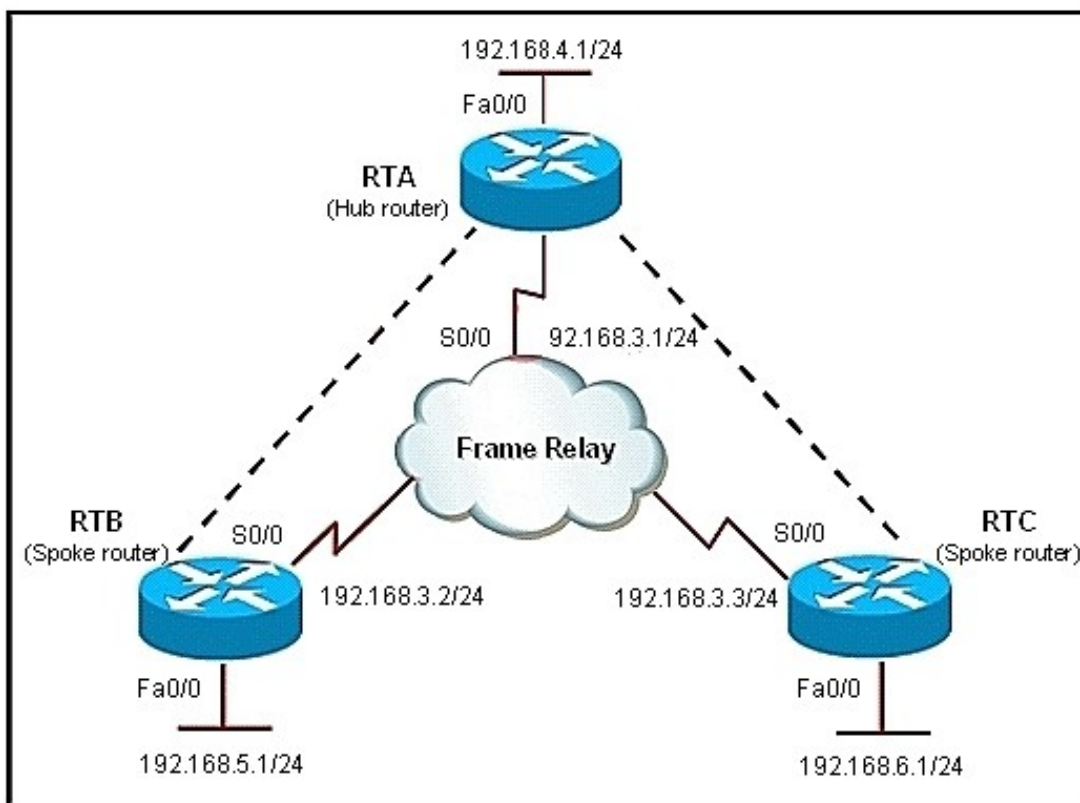 192.168.4.1/24
Fa0/0
RTA
(Hub router)
S0/0
92.168.3.1/24
Frame Relay
RTB
(Spoke router)
S0/0
192.168.3.2/24
RTC
(Spoke router)
S0/0
192.168.3.3/24
Fa0/0
192.168.5.1/24
Fa0/0
192.168.6.1/24